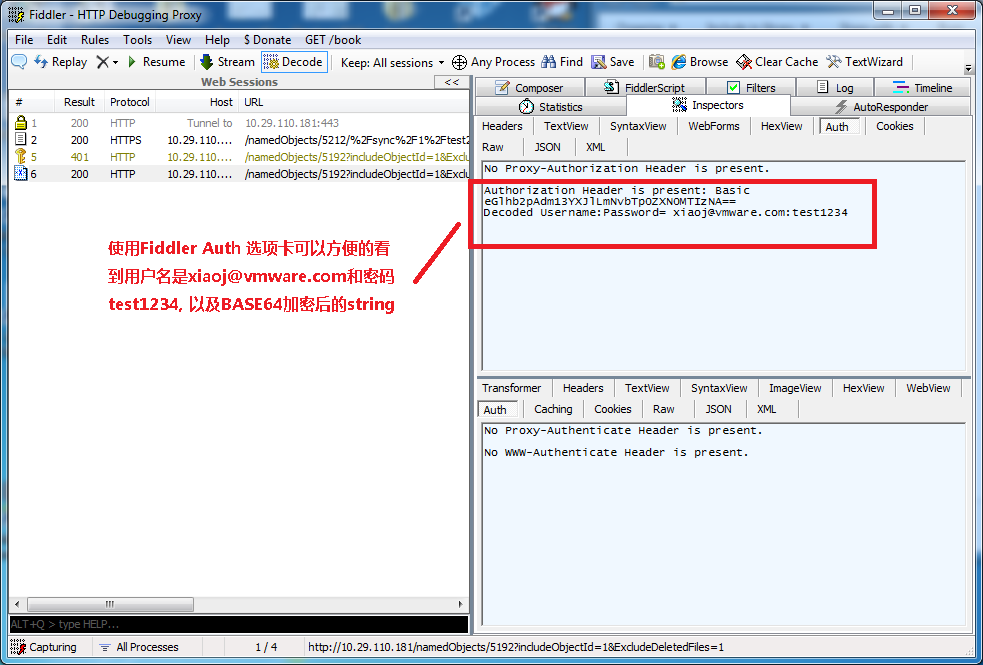 Fiddler - HTTP Debugging Proxy
File Edit Rules Tools View Help $ Donate GET /book
Replay Resume Stream Decode Keep: All sessions Any Process Find Save Browse Clear Cache TextWizard
Web Sessions <<
# Result Protocol Host URL
1 200 HTTP Tunnel to 10.29.110.181:443
2 200 HTTPS 10.29.110.... /namedObjects/5212/%2Fsync%2F1%2Ftest2
5 401 HTTP 10.29.110.... /namedObjects/5192?includeObjectId=1&Exclu
6 200 HTTP 10.29.110.... /namedObjects/5192?includeObjectId=1&Exclu
使用Fiddler Auth 选项卡可以方便的看
到用户名是xiaoj@vmware.com和密码
test1234, 以及BASE64加密后的string
ALT+Q > type HELP...
Composer FiddlerScript Filters Log Timeline
Statistics Inspectors AutoResponder
Headers TextView SyntaxView WebForms HexView Auth Cookies
Raw JSON XML
No Proxy-Authorization Header is present.
Authorization Header is present: Basic
eGlhb2pAdm13YXJlLmNvbTpOZXN0MTIzNA==
Decoded Username:Password= xiaoj@vmware.com:test1234
Transformer Headers TextView SyntaxView ImageView HexView WebView
Auth Caching Cookies Raw JSON XML
No Proxy-Authenticate Header is present.
No WWW-Authenticate Header is present.
Capturing All Processes 1 / 4 http://10.29.110.181/namedObjects/5192?includeObjectId=1&ExcludeDeletedFiles=1